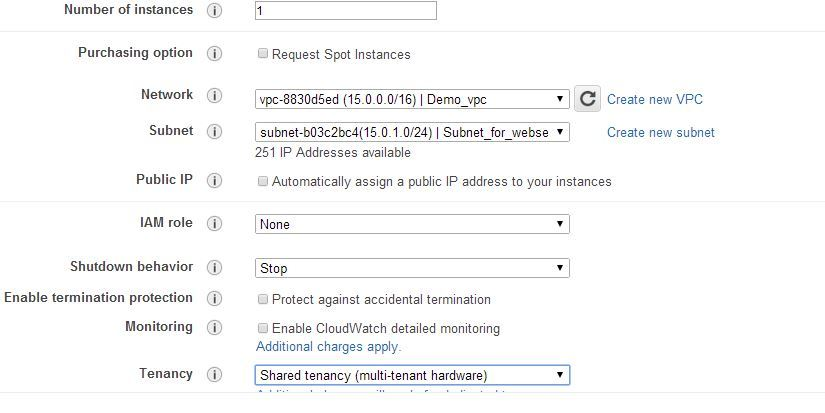 Number of instances 1
Purchasing option Request Spot Instances
Network vpc-8830d5ed (15.0.0.0/16) | Demo_vpc Create new VPC
Subnet subnet-b03c2bc4(15.0.1.0/24) | Subnet_for_webse Create new subnet
251 IP Addresses available
Public IP Automatically assign a public IP address to your instances
IAM role None
Shutdown behavior Stop
Enable termination protection Protect against accidental termination
Monitoring Enable CloudWatch detailed monitoring
Additional charges apply.
Tenancy Shared tenancy (multi-tenant hardware)